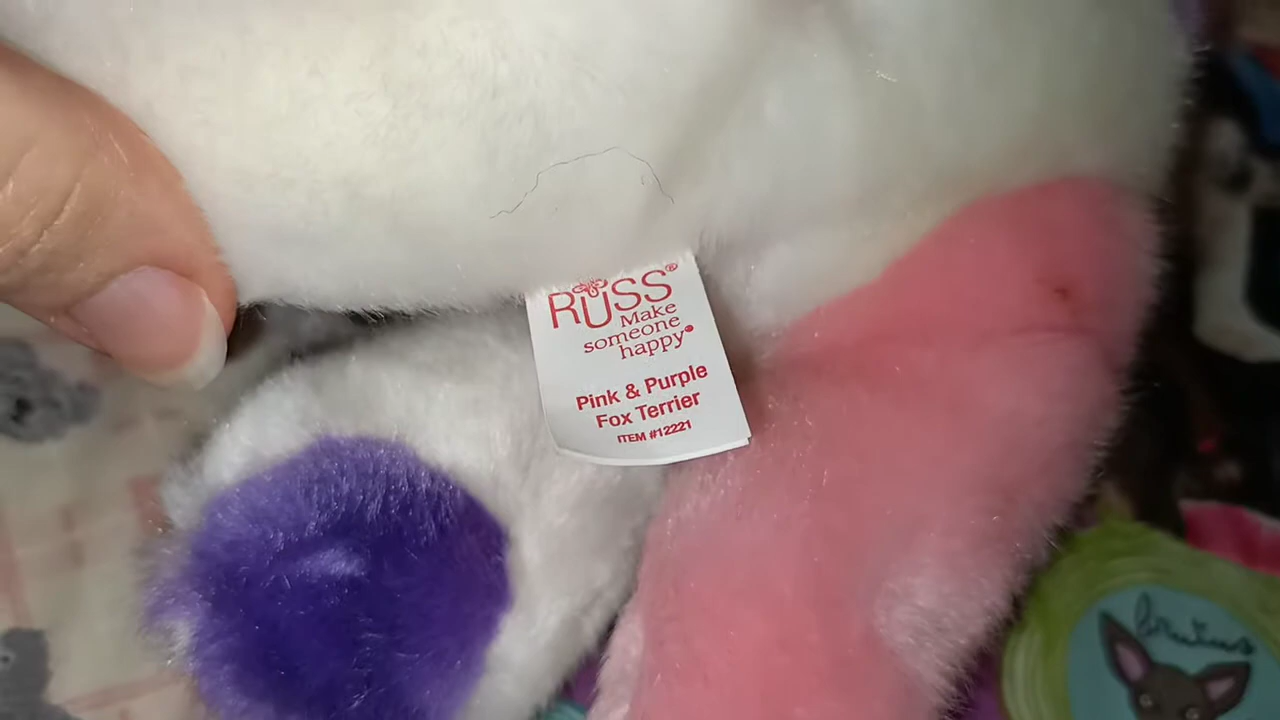 RUSS®
Make
someone
happy®
Pink & Purple
Fox Terrier
ITEM #12221